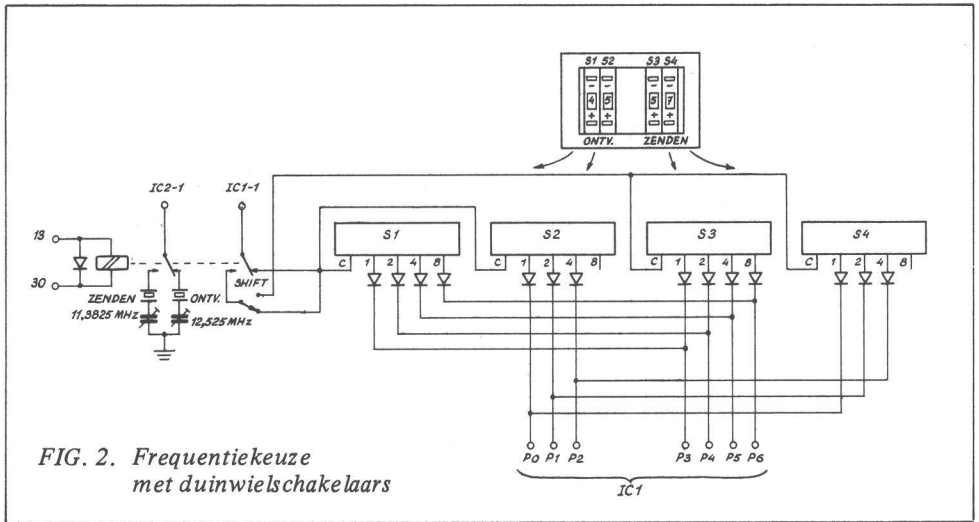 S1 S2 S3 S4
- - - -
4 5 5 7
+ + + +
ONTV. ZENDEN
IC2-1 IC1-1
13
30
SHIFT
ZENDEN
11,3825 MHz
ONTV.
12,525 MHz
S1 S2 S3 S4
C 1 2 4 8 C 1 2 4 8 C 1 2 4 8 C 1 2 4 8
P0 P1 P2 P3 P4 P5 P6
IC1
FIG. 2. Frequentiekeuze
met duinwielschakelaars